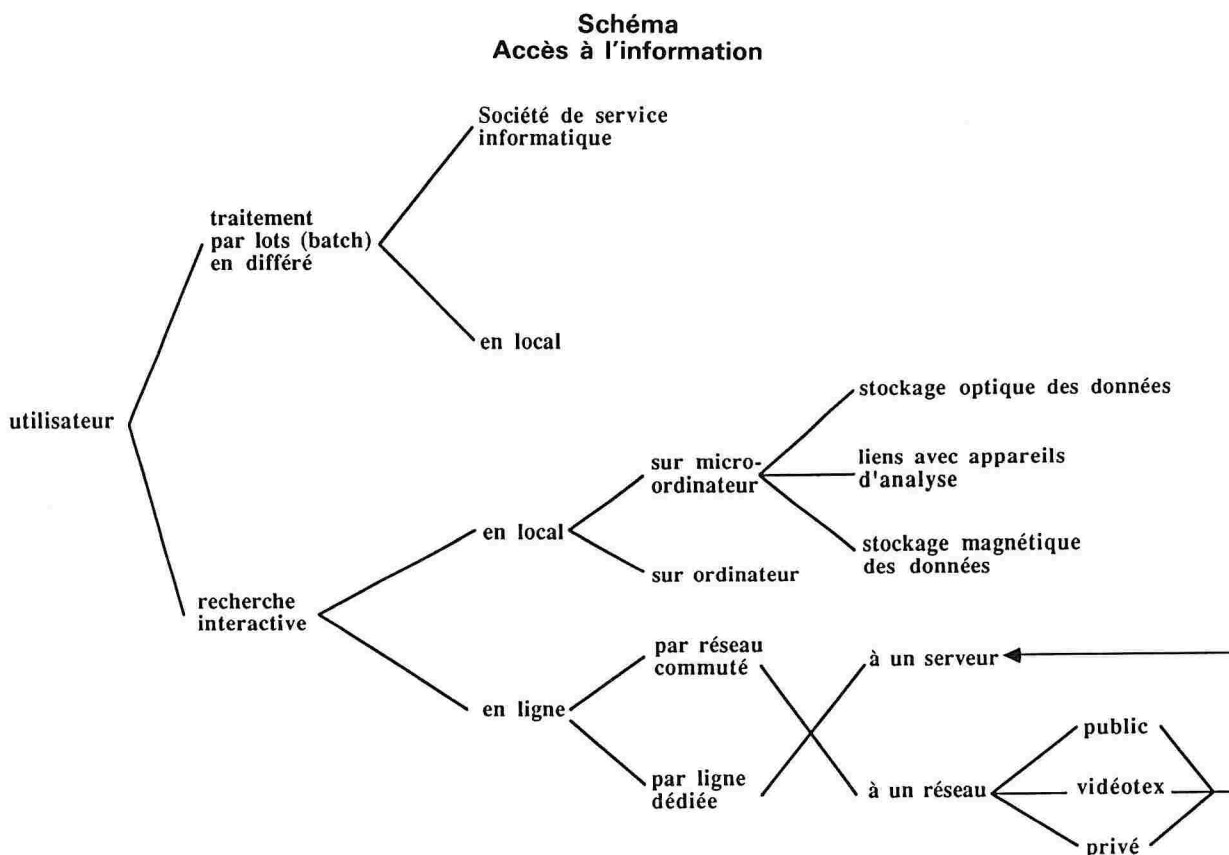 Schéma
Accès à l'information
Société de service
informatique
traitement
par lots (batch)
en différé
en local
utilisateur
stockage optique des données
sur micro-
ordinateur
liens avec appareils
d'analyse
en local
stockage magnétique
des données
sur ordinateur
recherche
interactive
par réseau
commuté
à un serveur
en ligne
public
par ligne
dédiée
à un réseau
vidéotex
privé